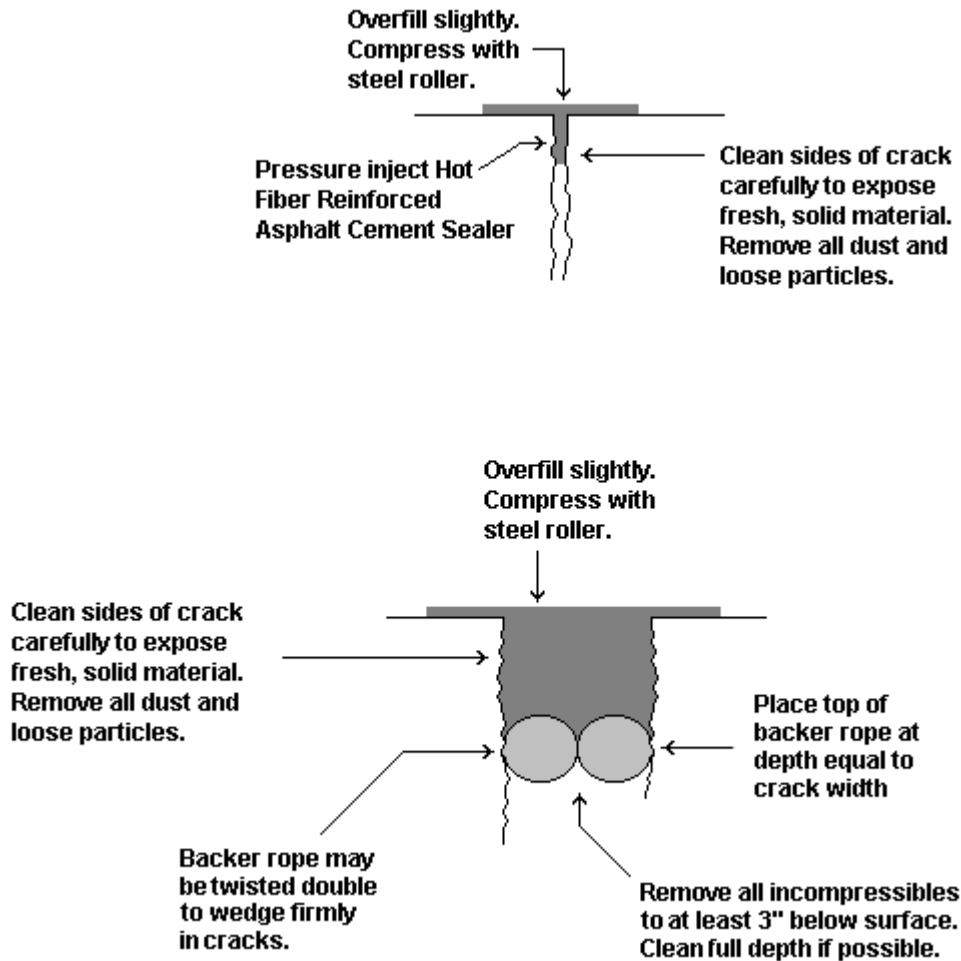 Overfill slightly.
Compress with
steel roller.
Pressure inject Hot
Fiber Reinforced
Asphalt Cement Sealer
Clean sides of crack
carefully to expose
fresh, solid material.
Remove all dust and
loose particles.
Overfill slightly.
Compress with
steel roller.
Clean sides of crack
carefully to expose
fresh, solid material.
Remove all dust and
loose particles.
Place top of
backer rope at
depth equal to
crack width
Backer rope may
be twisted double
to wedge firmly
in cracks.
Remove all incompressibles
to at least 3" below surface.
Clean full depth if possible.